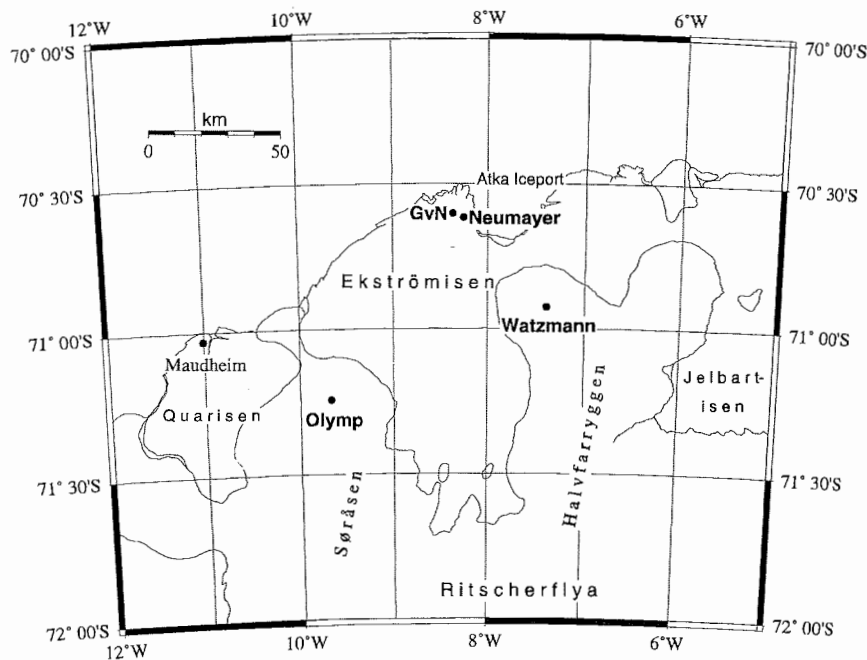 12°W
10°W
8°W
6°W
70° 00'S
70° 00'S
km
0
50
Atka Iceport
70° 30'S
70° 30'S
GvN
Neumayer
Ekströmisen
Watzmann
71° 00'S
71° 00'S
Maudheim
Jelbart-
isen
Quarisen
Olymp
Søråsen
Halvfarryggen
71° 30'S
71° 30'S
Ritscherflya
72° 00'S
72° 00'S
12°W
10°W
8°W
6°W